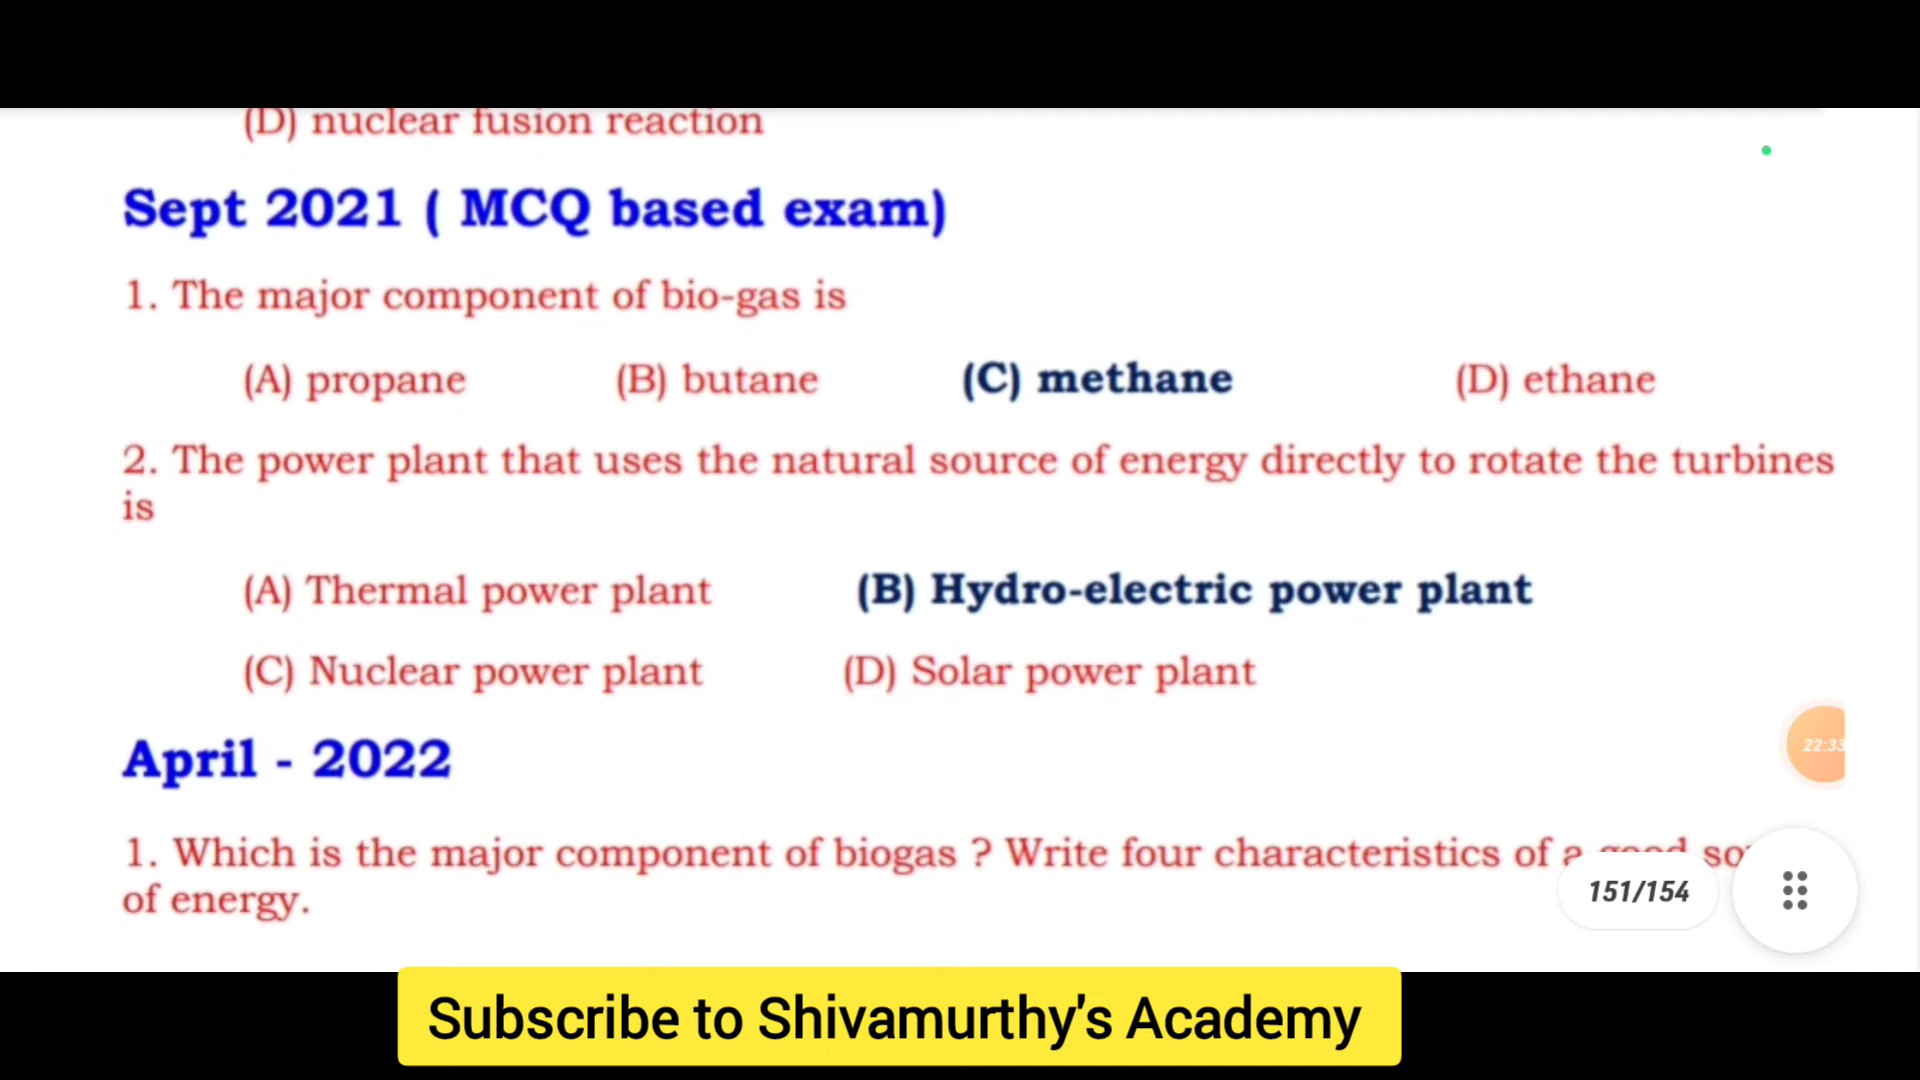 (D) nuclear fusion reaction
Sept 2021 ( MCQ based exam)
1. The major component of bio-gas is
(A) propane (B) butane (C) methane (D) ethane
2. The power plant that uses the natural source of energy directly to rotate the turbines
is
(A) Thermal power plant (B) Hydro-electric power plant
(C) Nuclear power plant (D) Solar power plant
22:33
April - 2022
1. Which is the major component of biogas ? Write four characteristics of a good
of energy.
151/154
Subscribe to Shivamurthy's Academy